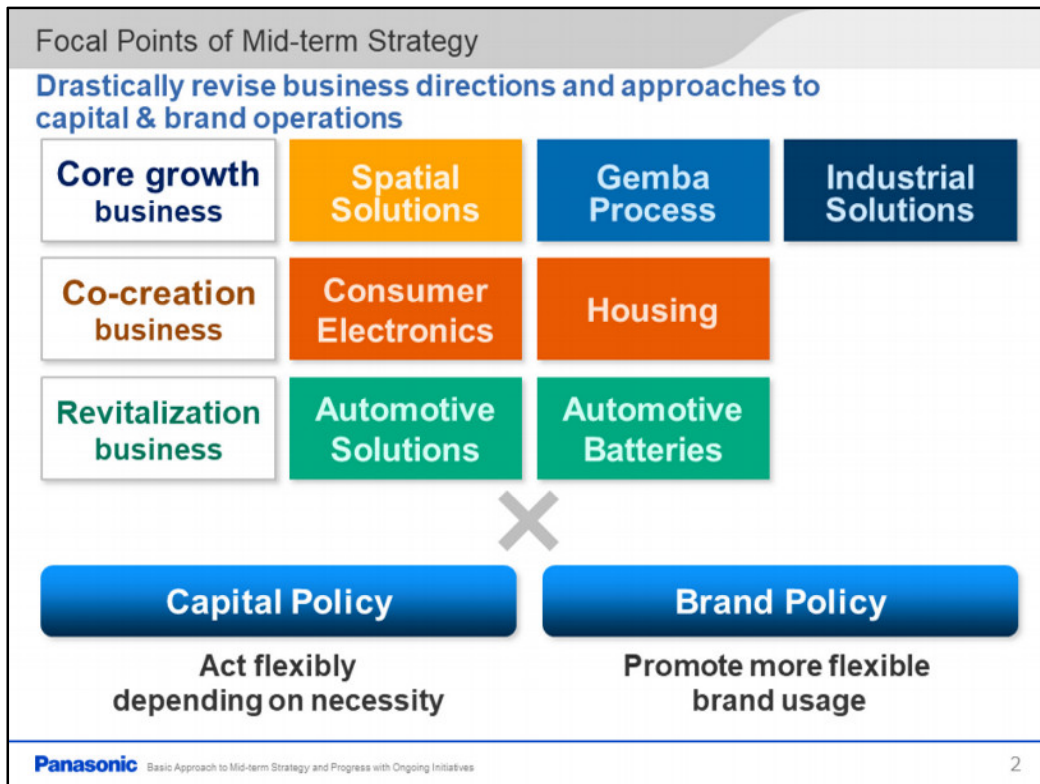 Focal Points of Mid-term Strategy
Drastically revise business directions and approaches to
capital & brand operations
Core growth
business
Spatial
Solutions
Gemba
Process
Industrial
Solutions
Co-creation
business
Consumer
Electronics
Housing
Revitalization
business
Automotive
Solutions
Automotive
Batteries
×
Capital Policy
Brand Policy
Act flexibly
depending on necessity
Promote more flexible
brand usage
Panasonic Basic Approach to Mid-term Strategy and Progress with Ongoing Initiatives
2